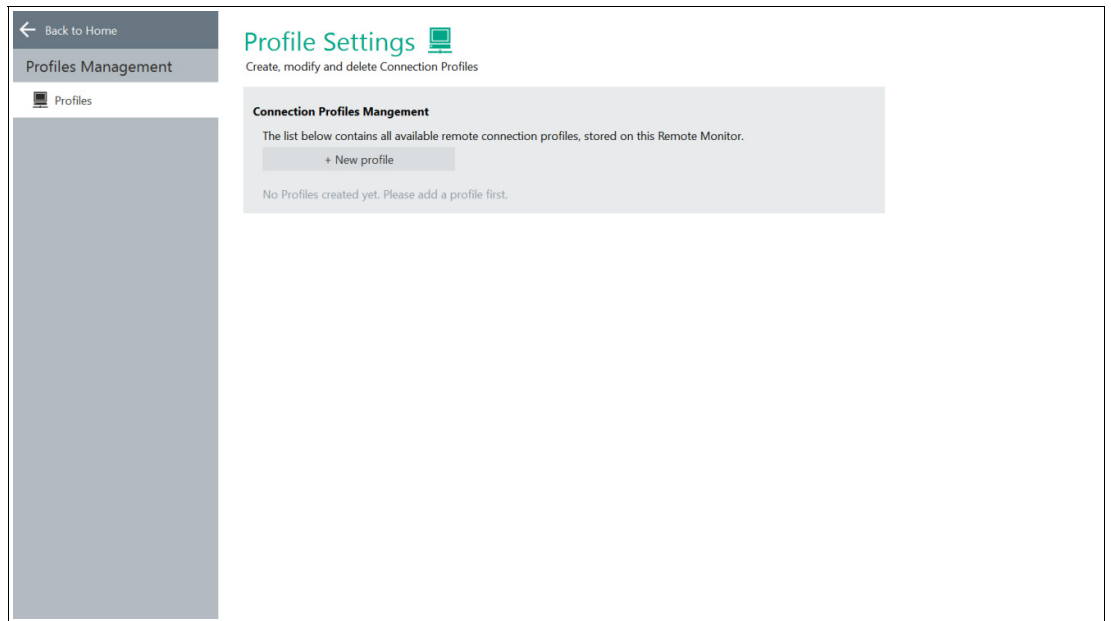 Back to Home
Profiles Management
Profiles
Profile Settings
Create, modify and delete Connection Profiles
Connection Profiles Mangement
The list below contains all available remote connection profiles, stored on this Remote Monitor.
+ New profile
No Profiles created yet. Please add a profile first.